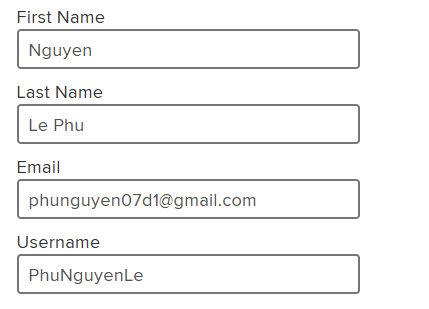 First Name
Nguyen
Last Name
Le Phu
Email
phunguyen07d1@gmail.com
Username
PhuNguyenLe